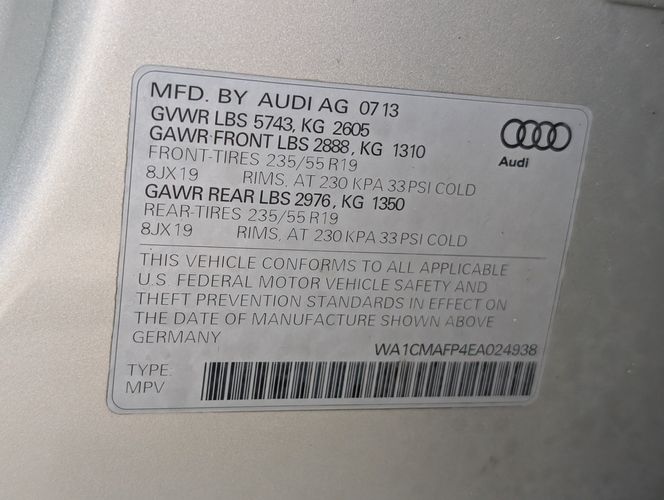 MFD. BY AUDI AG 0713
GVWR LBS 5743, KG 2605
GAWR FRONT LBS 2888, KG 1310
FRONT-TIRES 235/55 R19
8JX19 RIMS, AT 230 KPA 33 PSI COLD
GAWR REAR LBS 2976, KG 1350
REAR-TIRES 235/55 R19
8JX19 RIMS, AT 230 KPA 33 PSI COLD
Audi
THIS VEHICLE CONFORMS TO ALL APPLICABLE
U.S. FEDERAL MOTOR VEHICLE SAFETY AND
THEFT PREVENTION STANDARDS IN EFFECT ON
THE DATE OF MANUFACTURE SHOWN ABOVE
GERMANY
WA1CMAFP4EA024938
TYPE:
MPV